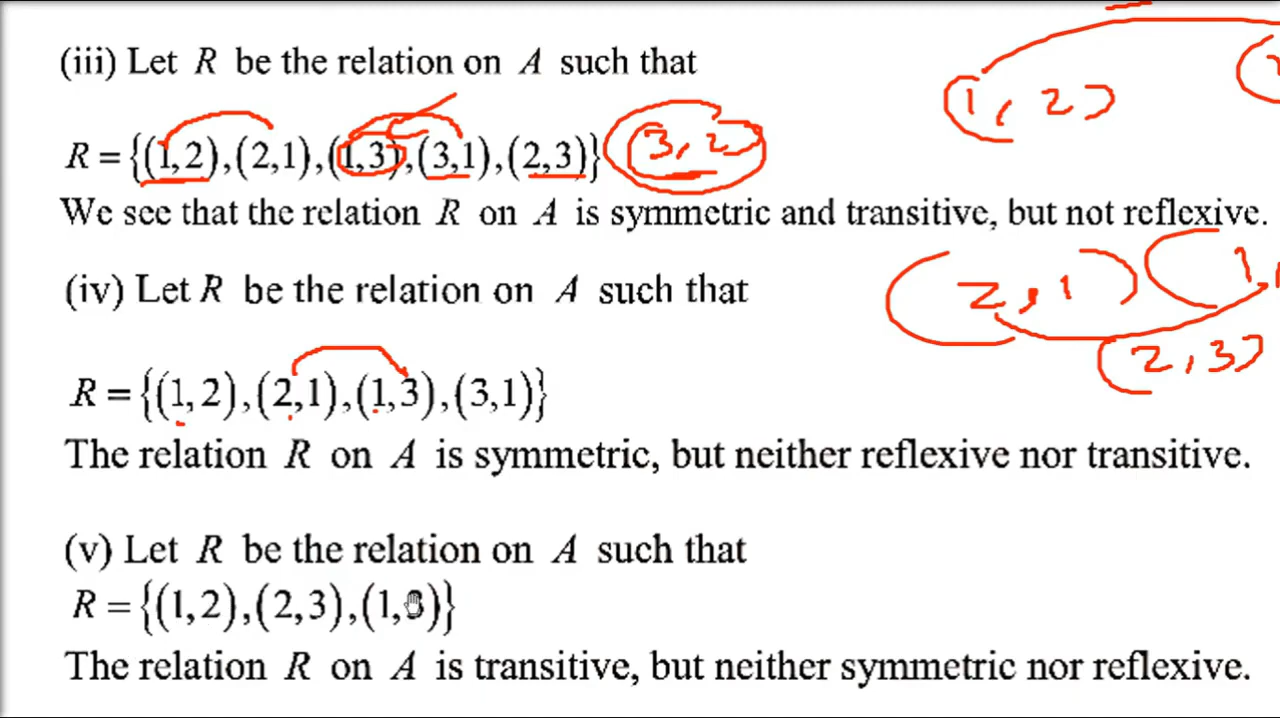 (iii) Let R be the relation on A such that
1, 2)
R = {(1,2),(2,1),(1,3),(3,1),(2,3)} (3, 2)
We see that the relation R on A is symmetric and transitive, but not reflexive.
(iv) Let R be the relation on A such that
(2, 1) (1,
(2, 3)
R = {(1,2),(2,1),(1,3),(3,1)}
The relation R on A is symmetric, but neither reflexive nor transitive.
(v) Let R be the relation on A such that
R = {(1,2),(2,3),(1,3)}
The relation R on A is transitive, but neither symmetric nor reflexive.